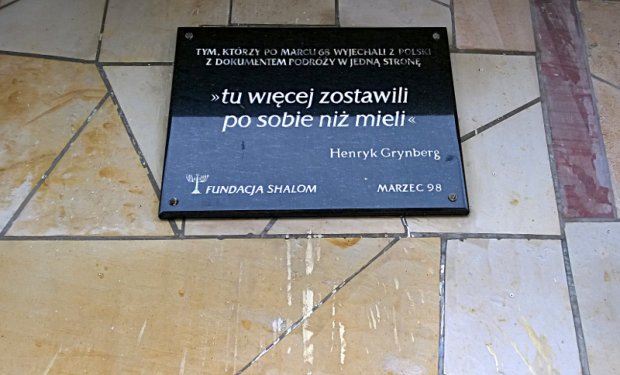 TYM, KTÓRZY PO MARCU 68 WYJECHALI Z POLSKI
Z DOKUMENTEM PODRÓŻY W JEDNĄ STRONĘ
»tu więcej zostawili
po sobie niż mieli«
Henryk Grynberg
FUNDACJA SHALOM
MARZEC 98